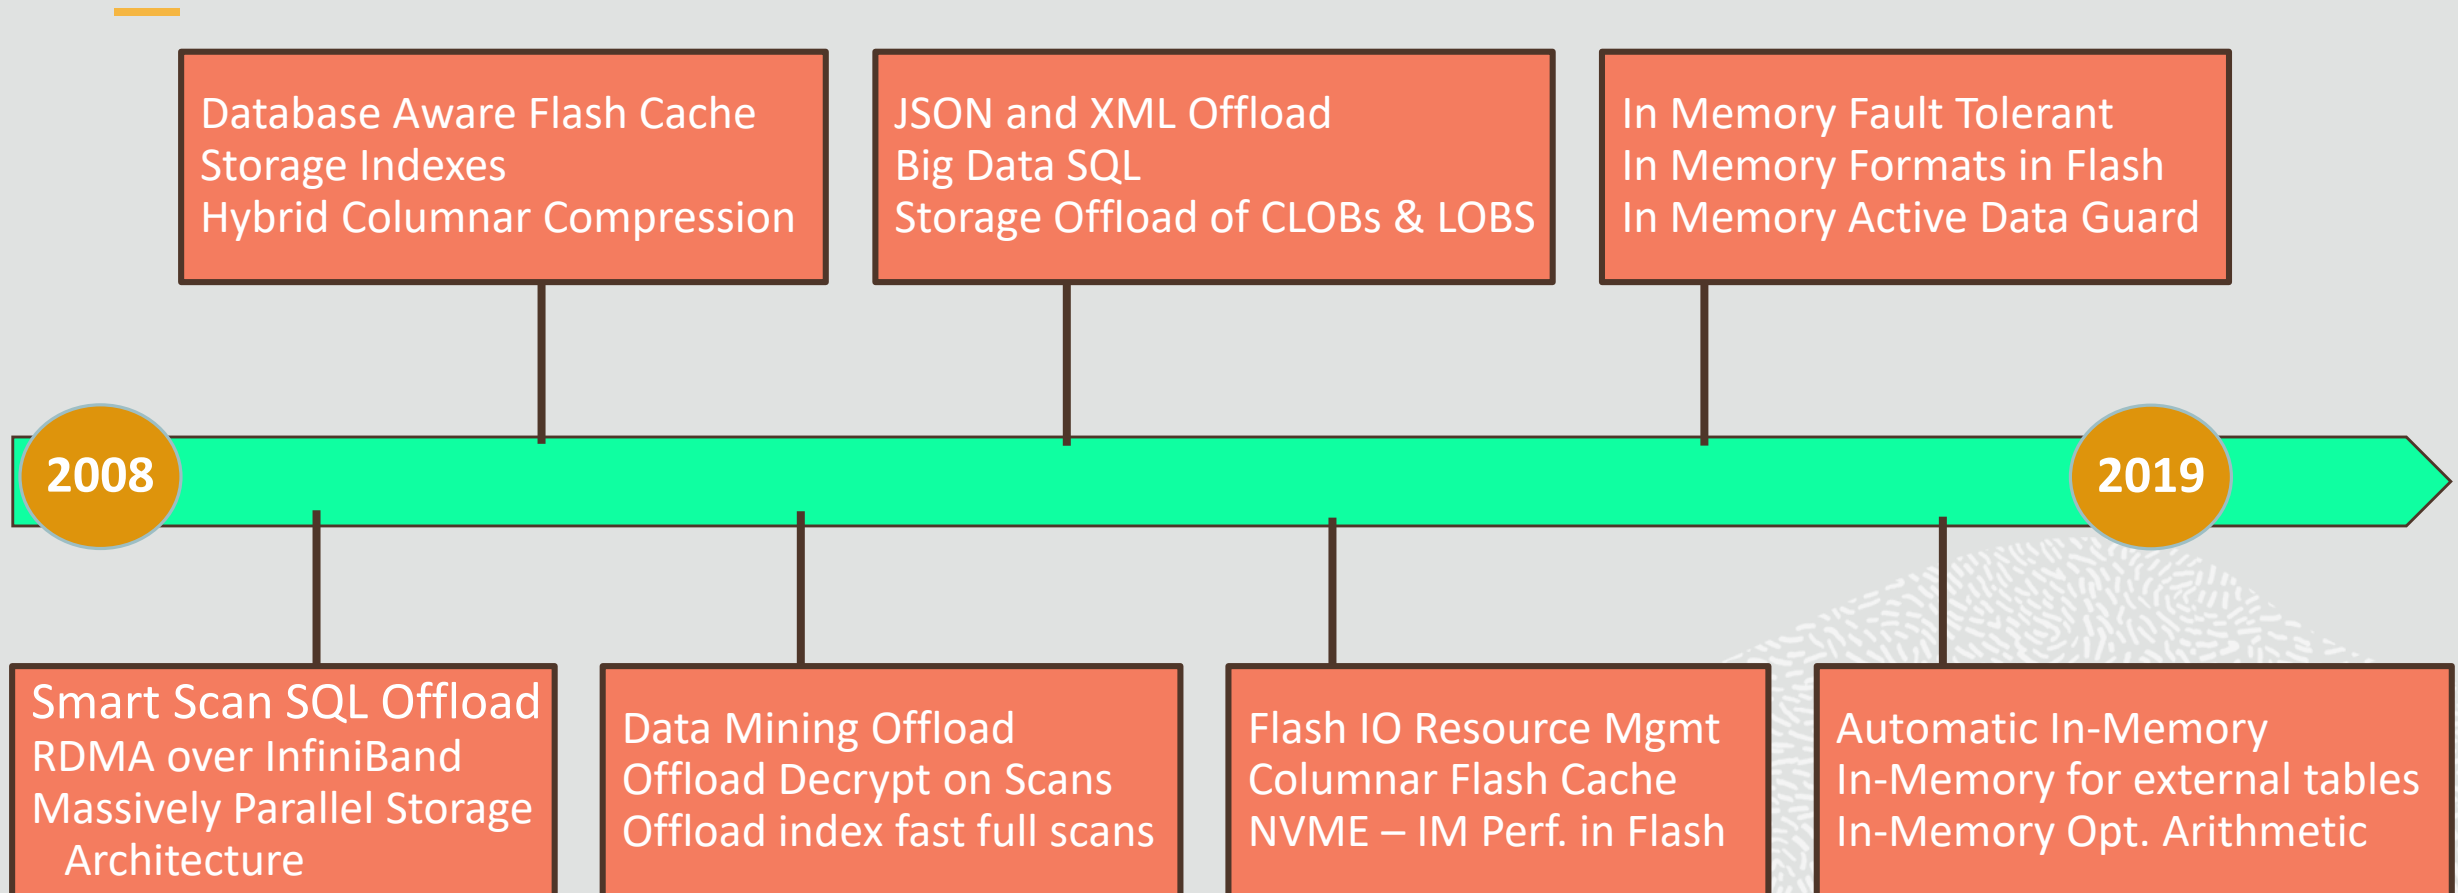 Database Aware Flash Cache
Storage Indexes
Hybrid Columnar Compression
JSON and XML Offload
Big Data SQL
Storage Offload of CLOBs & LOBS
In Memory Fault Tolerant
In Memory Formats in Flash
In Memory Active Data Guard
2008
2019
Smart Scan SQL Offload
RDMA over InfiniBand
Massively Parallel Storage
Architecture
Data Mining Offload
Offload Decrypt on Scans
Offload index fast full scans
Flash IO Resource Mgmt
Columnar Flash Cache
NVME – IM Perf. in Flash
Automatic In-Memory
In-Memory for external tables
In-Memory Opt. Arithmetic